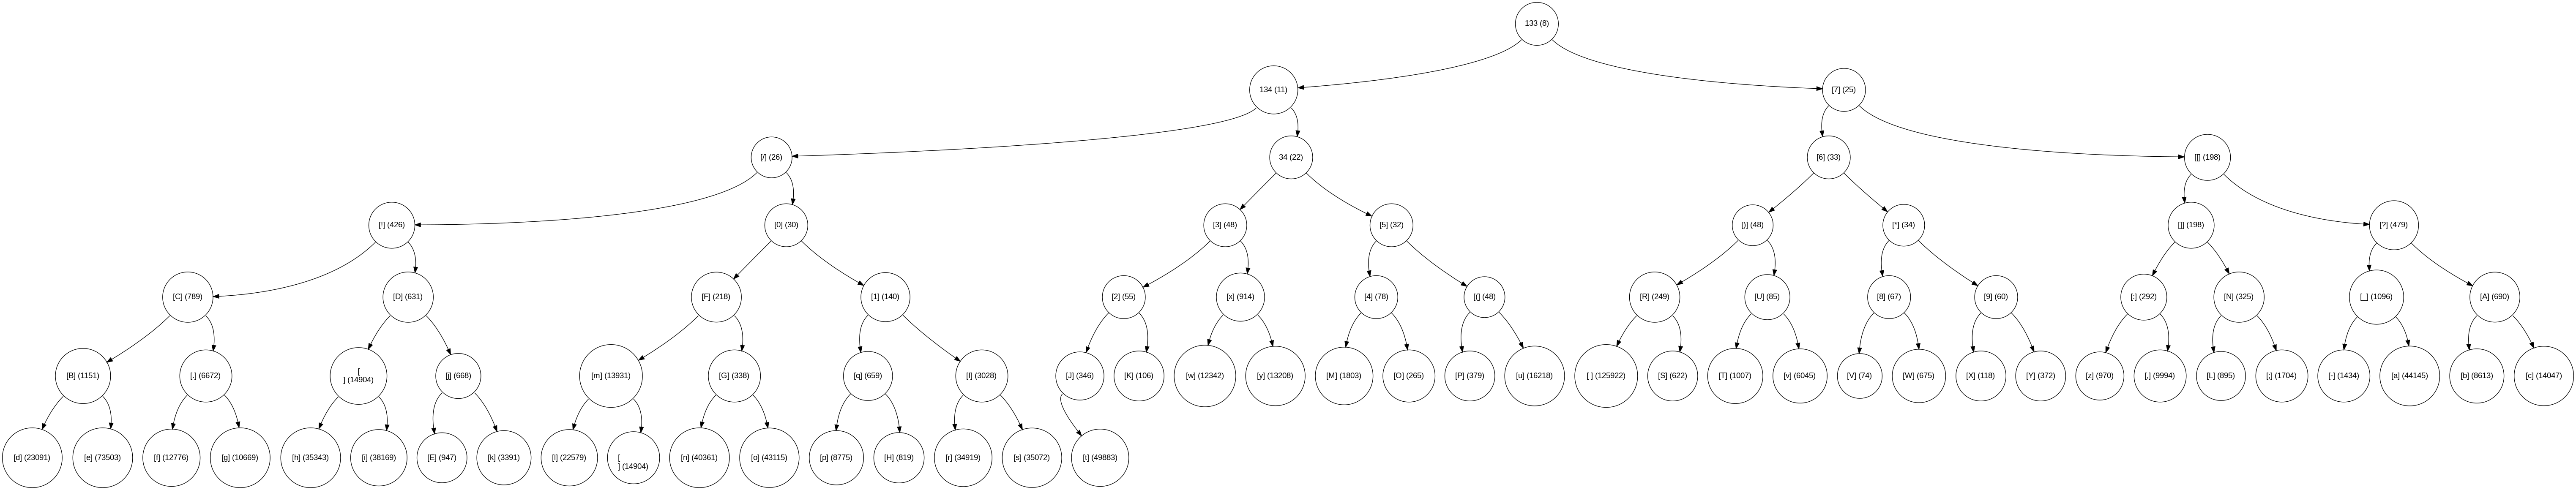 133 (8)
134 (11)
[7] (25)
[/] (26)
34 (22)
[6] (33)
[[] (198)
[!] (426)
[0] (30)
[3] (48)
[5] (32)
[)] (48)
[*] (34)
[]] (198)
[?] (479)
[C] (789)
[D] (631)
[F] (218)
[1] (140)
[2] (55)
[x] (914)
[4] (78)
[(] (48)
[R] (249)
[U] (85)
[8] (67)
[9] (60)
[:] (292)
[N] (325)
[_] (1096)
[A] (690)
[B] (1151)
[.] (6672)
[
] (14904)
[j] (668)
[m] (13931)
[G] (338)
[q] (659)
[I] (3028)
[J] (346)
[K] (106)
[w] (12342)
[y] (13208)
[M] (1803)
[O] (265)
[P] (379)
[u] (16218)
[ ] (125922)
[S] (622)
[T] (1007)
[v] (6045)
[V] (74)
[W] (675)
[X] (118)
[Y] (372)
[z] (970)
[,] (9994)
[L] (895)
[;] (1704)
[-] (1434)
[a] (44145)
[b] (8613)
[c] (14047)
[d] (23091)
[e] (73503)
[f] (12776)
[g] (10669)
[h] (35343)
[i] (38169)
[E] (947)
[k] (3391)
[l] (22579)
[
] (14904)
[n] (40361)
[o] (43115)
[p] (8775)
[H] (819)
[r] (34919)
[s] (35072)
[t] (49883)